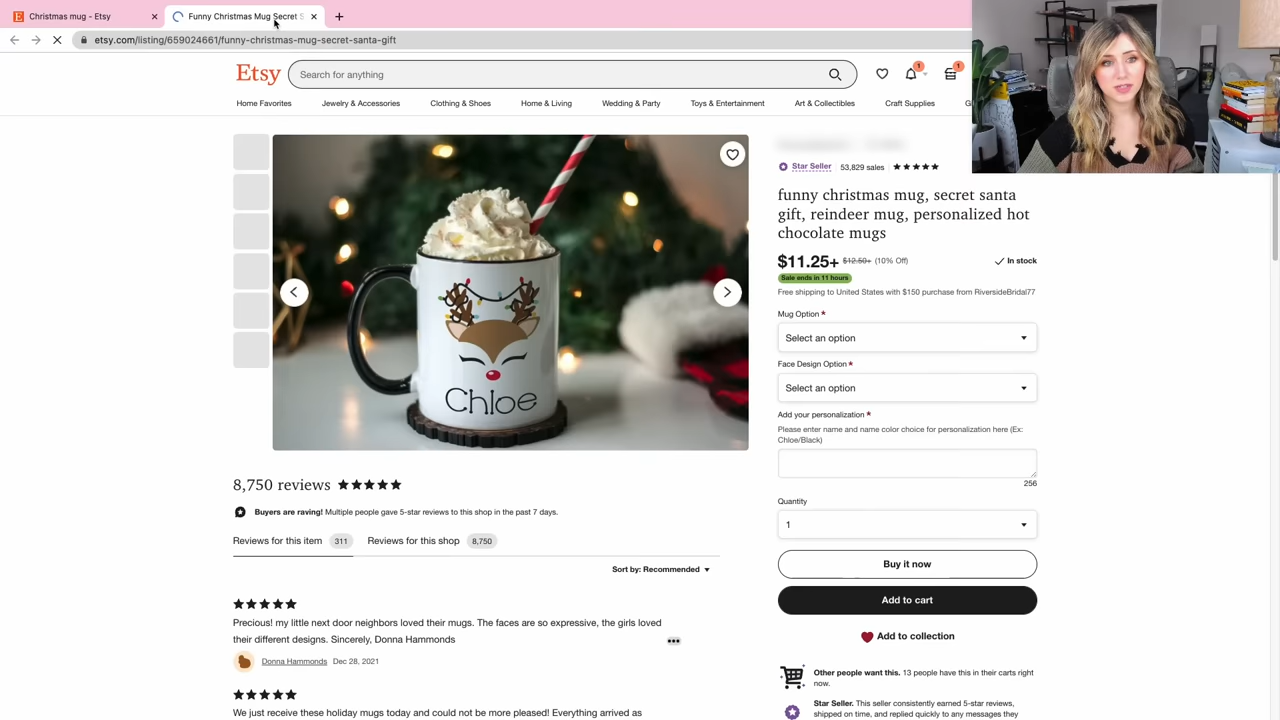 Christmas mug - Etsy
Funny Christmas Mug Secret S
etsy.com/listing/659024661/funny-christmas-mug-secret-santa-gift
Etsy
Search for anything
1
1
Home Favorites
Jewelry & Accessories
Clothing & Shoes
Home & Living
Wedding & Party
Toys & Entertainment
Art & Collectibles
Craft Supplies
Star Seller
53,829 sales
funny christmas mug, secret santa
gift, reindeer mug, personalized hot
chocolate mugs
$11.25+ $12.50+ (10% Off)
In stock
Sale ends in 11 hours
Free shipping to United States with $150 purchase from RiversideBridal77
Mug Option *
Select an option
Face Design Option *
Select an option
Add your personalization *
Please enter name and name color choice for personalization here (Ex:
Chloe/Black)
256
Quantity
1
Buy it now
Add to cart
Add to collection
Other people want this. 13 people have this in their carts right
now.
Star Seller. This seller consistently earned 5-star reviews,
shipped on time, and replied quickly to any messages they
Chloe
8,750 reviews
Buyers are raving! Multiple people gave 5-star reviews to this shop in the past 7 days.
Reviews for this item 311
Reviews for this shop 8,750
Sort by: Recommended
Precious! my little next door neighbors loved their mugs. The faces are so expressive, the girls loved
their different designs. Sincerely, Donna Hammonds
Donna Hammonds Dec 28, 2021
We just receive these holiday mugs today and could not be more pleased! Everything arrived as